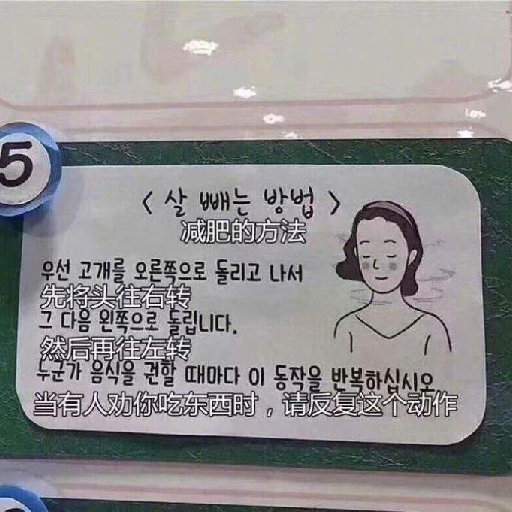 5
< 살 빼는 방법 >
减肥的方法
우선 고개를 오른쪽으로 돌리고 나서
先将头往右转
그 다음 왼쪽으로 돌립니다.
然后再往左转
누군가 음식을 권할 때마다 이 동작을 반복하십시오.
当有人劝你吃东西时，请反复这个动作